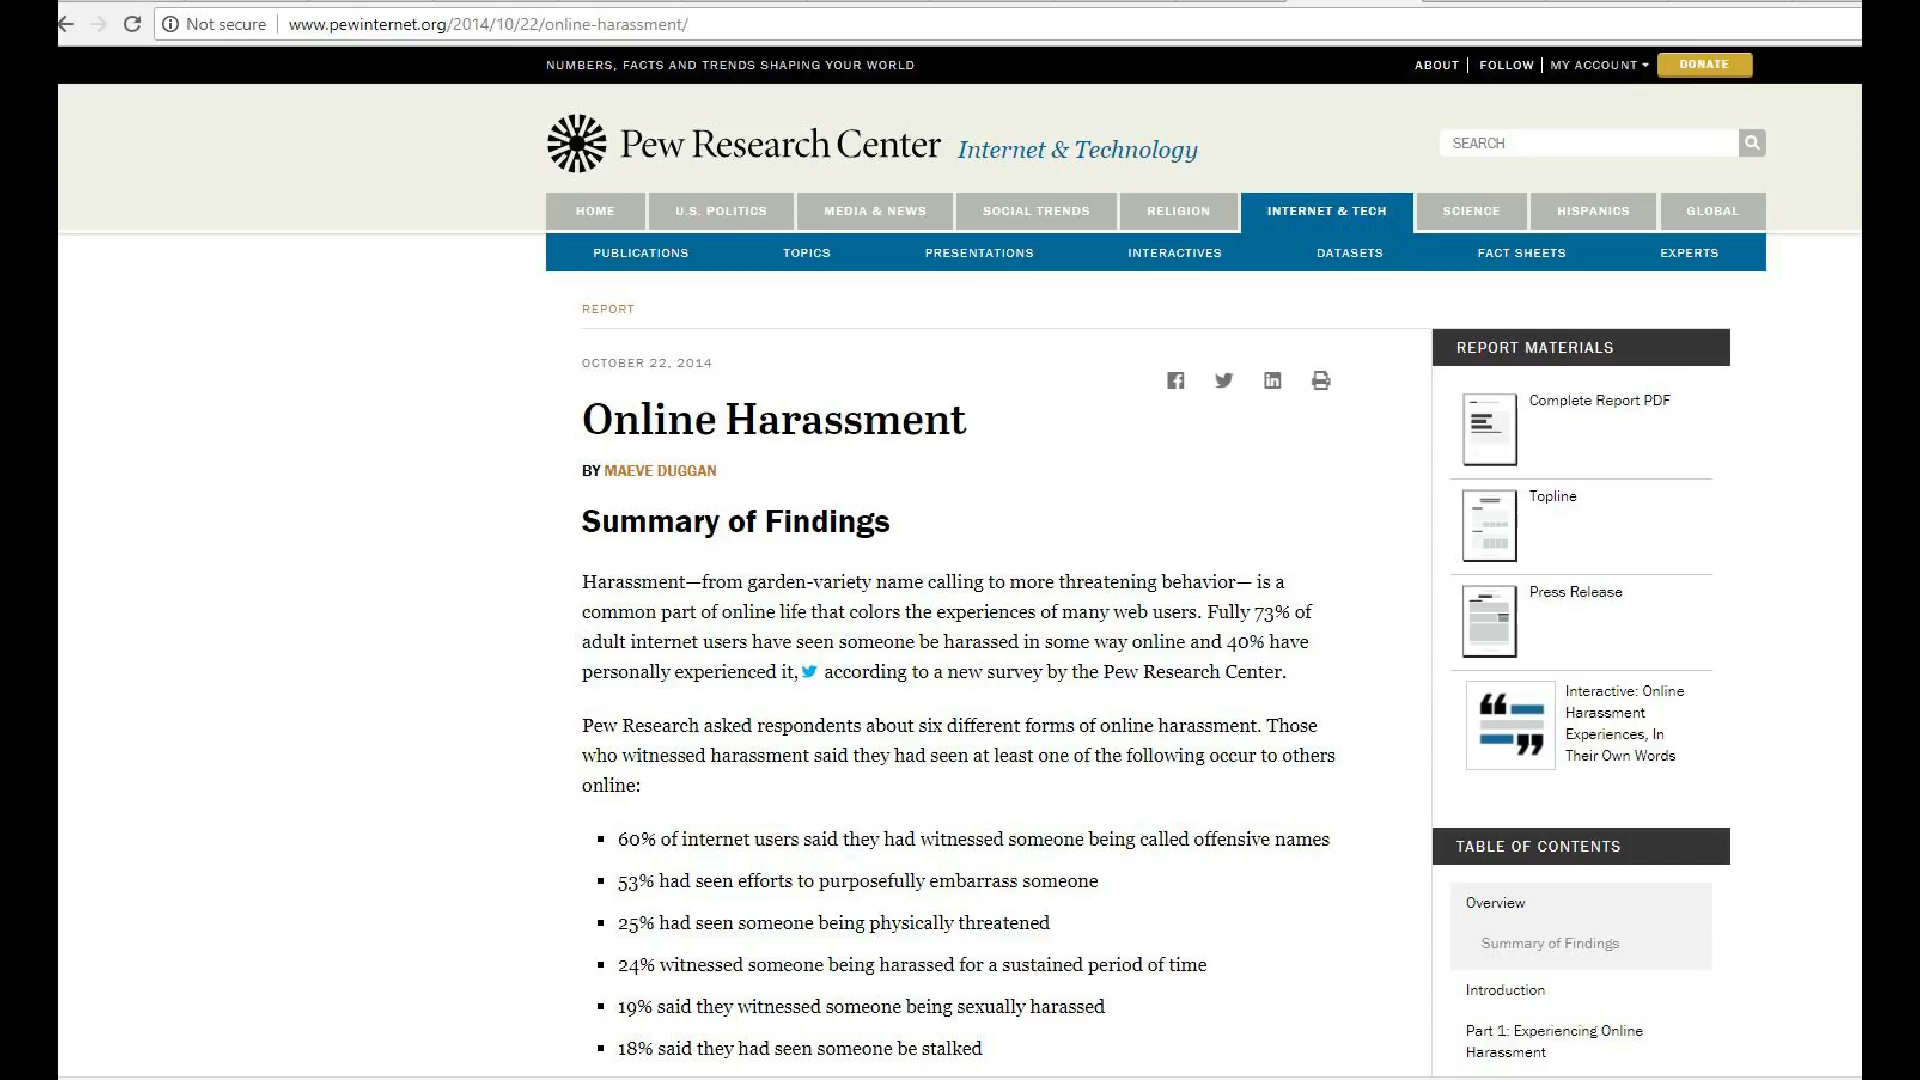 Not secure www.pewinternet.org/2014/10/22/online-harassment/
NUMBERS, FACTS AND TRENDS SHAPING YOUR WORLD
ABOUT FOLLOW MY ACCOUNT DONATE
Pew Research Center Internet & Technology
SEARCH
HOME U.S. POLITICS MEDIA & NEWS SOCIAL TRENDS RELIGION INTERNET & TECH SCIENCE HISPANICS GLOBAL
PUBLICATIONS TOPICS PRESENTATIONS INTERACTIVES DATASETS FACT SHEETS EXPERTS
REPORT
OCTOBER 22, 2014
Online Harassment
BY MAEVE DUGGAN
Summary of Findings
Harassment—from garden-variety name calling to more threatening behavior— is a
common part of online life that colors the experiences of many web users. Fully 73% of
adult internet users have seen someone be harassed in some way online and 40% have
personally experienced it, according to a new survey by the Pew Research Center.
Pew Research asked respondents about six different forms of online harassment. Those
who witnessed harassment said they had seen at least one of the following occur to others
online:
60% of internet users said they had witnessed someone being called offensive names
53% had seen efforts to purposefully embarrass someone
25% had seen someone being physically threatened
24% witnessed someone being harassed for a sustained period of time
19% said they witnessed someone being sexually harassed
18% said they had seen someone be stalked
REPORT MATERIALS
Complete Report PDF
Topline
Press Release
Interactive: Online
Harassment
Experiences, In
Their Own Words
TABLE OF CONTENTS
Overview
Summary of Findings
Introduction
Part 1: Experiencing Online
Harassment